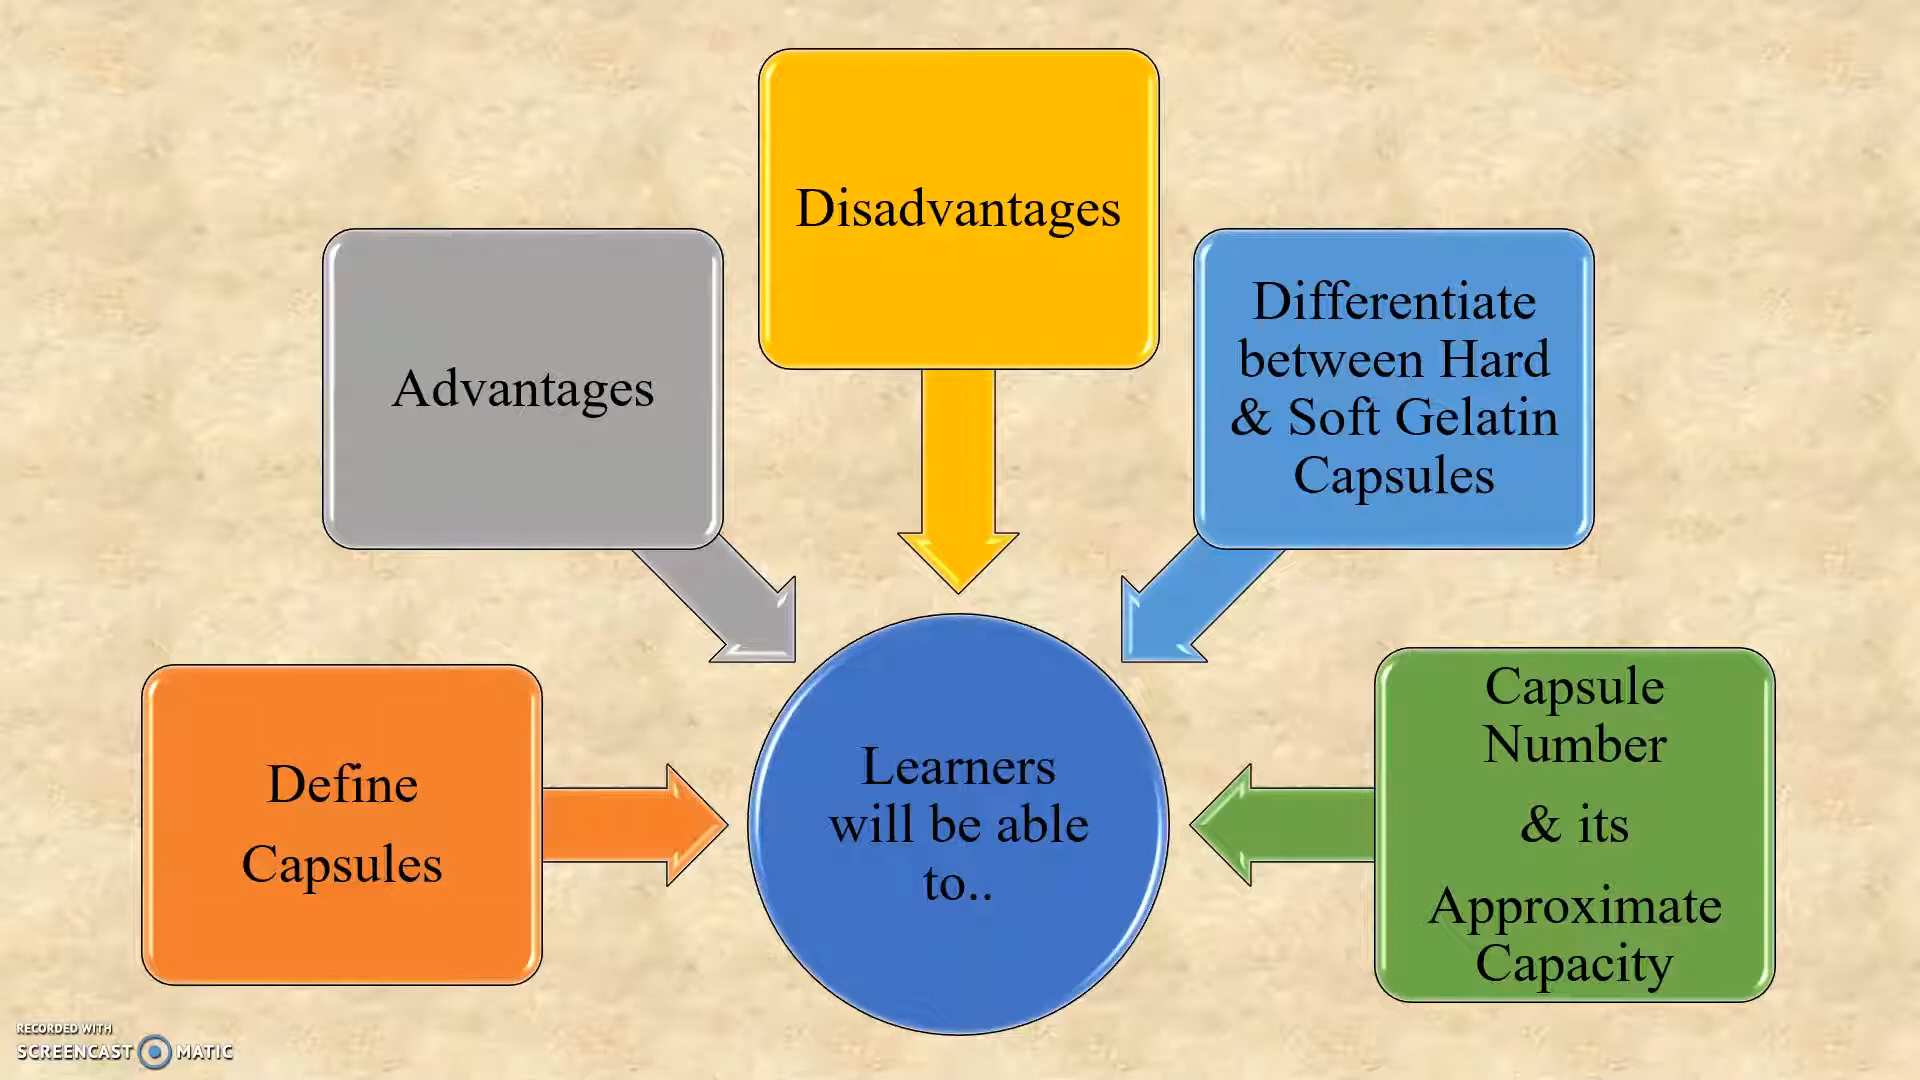 Disadvantages
Advantages
Differentiate
between Hard
& Soft Gelatin
Capsules
Define
Capsules
Learners
will be able
to..
Capsule
Number
& its
Approximate
Capacity
RECORDED WITH
SCREENCAST MATIC